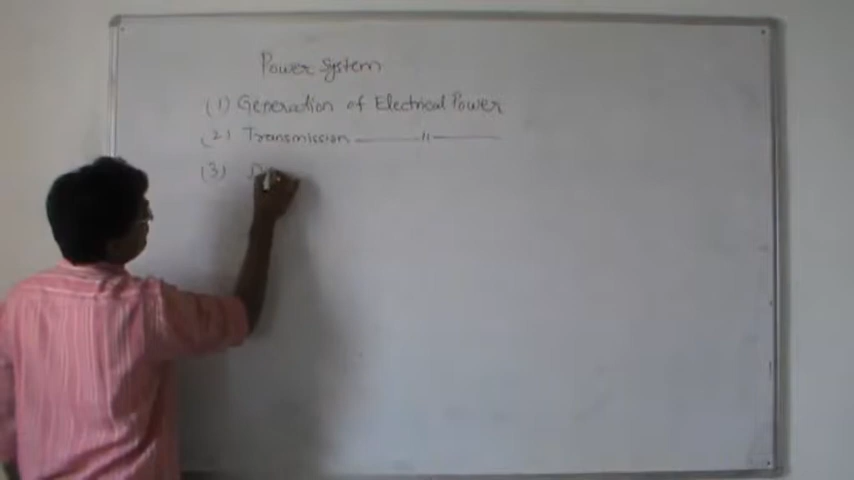 Power System
(1) Generation of Electrical Power
(2) Transmission ——— " ———
(3) D